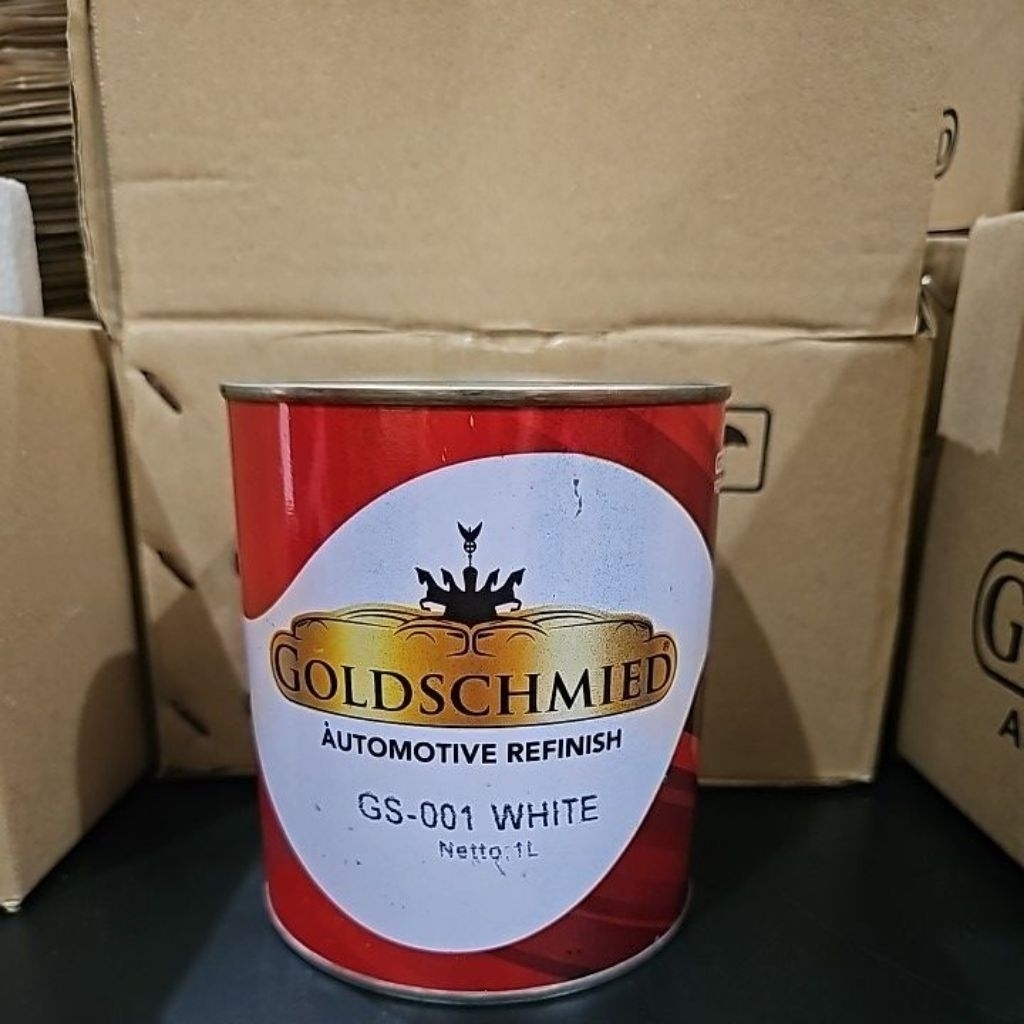 GOLDSCHMIED®
AUTOMOTIVE REFINISH
GS-001 WHITE
Netto:1L